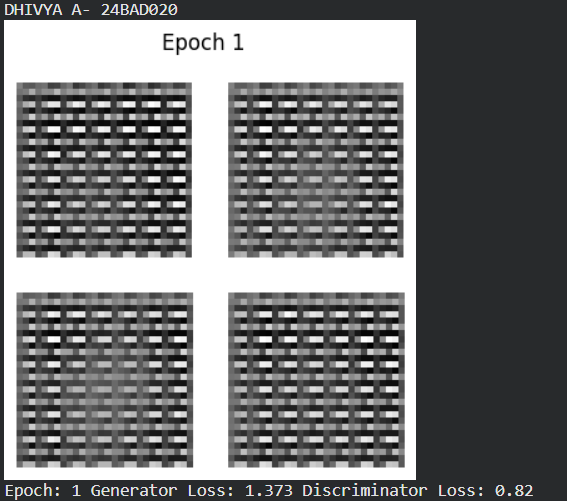 DHIVYA A- 24BAD020
Epoch 1
Epoch: 1 Generator Loss: 1.373 Discriminator Loss: 0.82